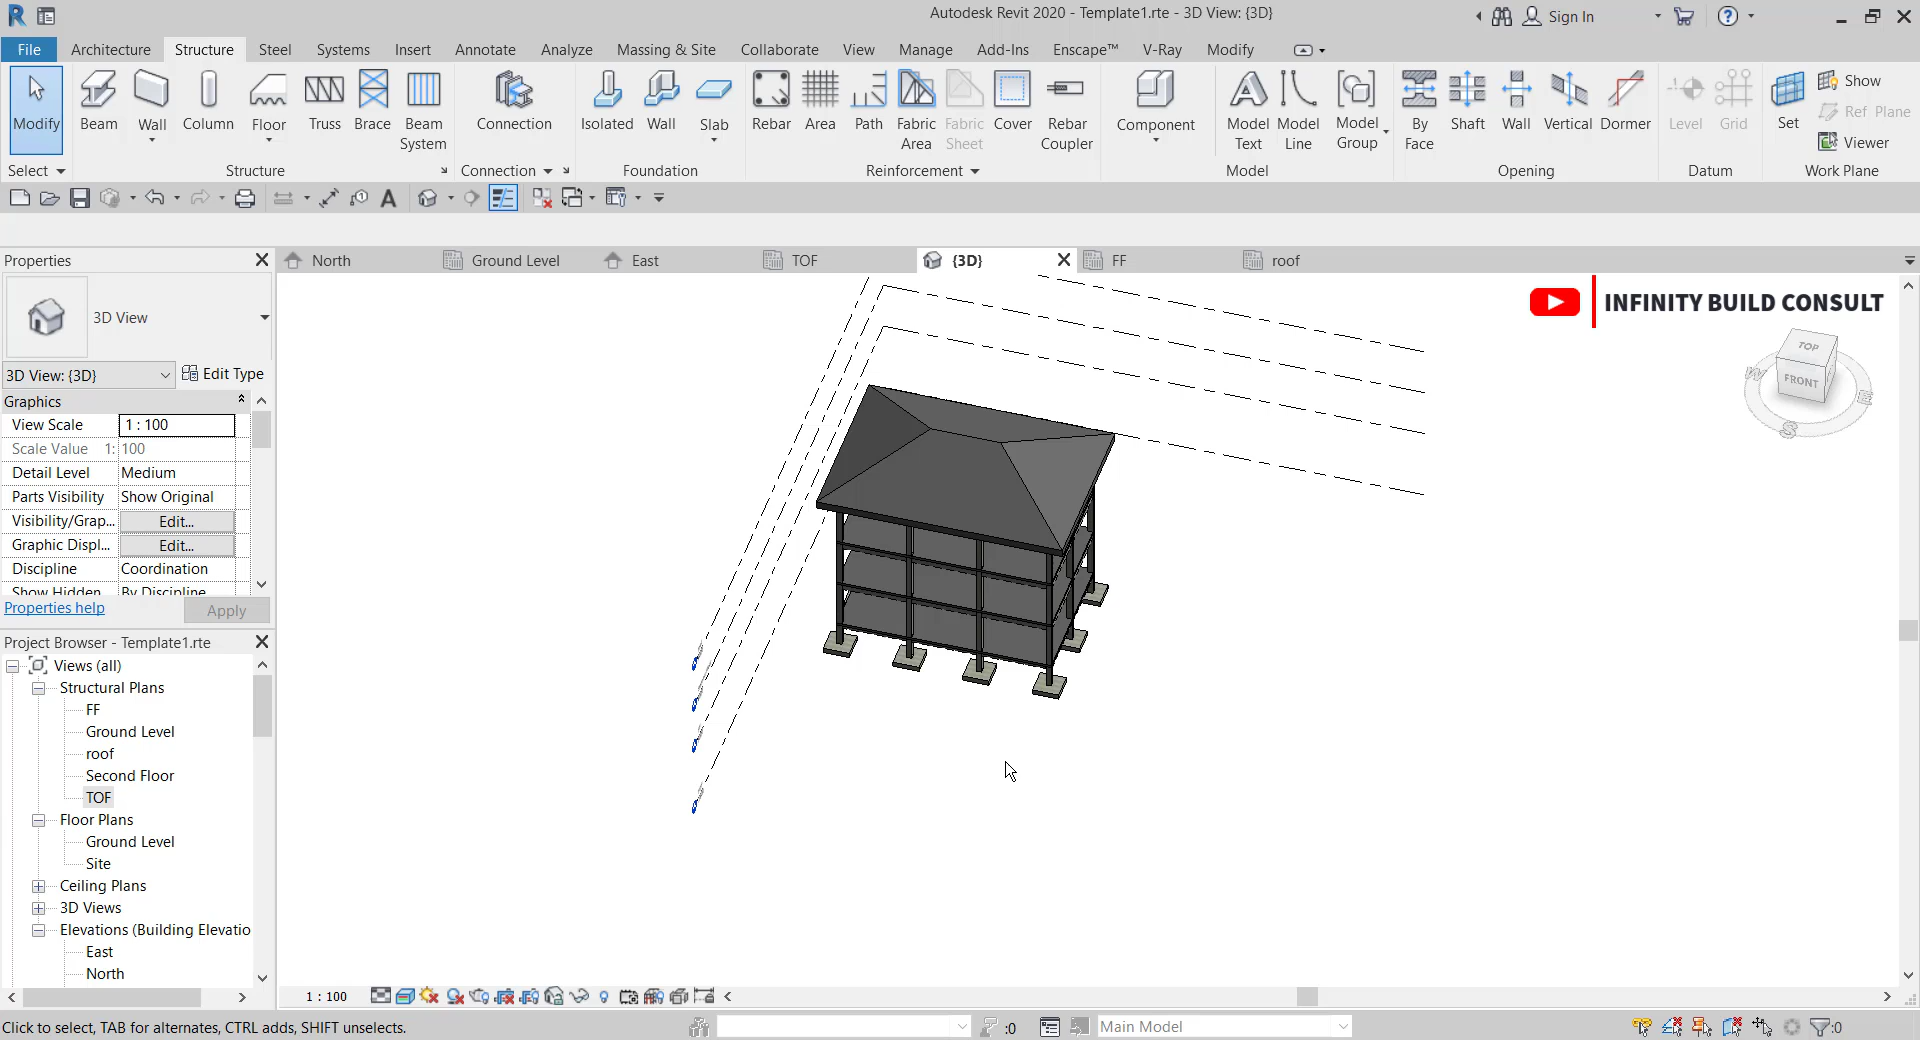 Autodesk Revit 2020 - Template1.rte - 3D View: {3D}
Sign In
File Architecture Structure Steel Systems Insert Annotate Analyze Massing & Site Collaborate View Manage Add-Ins Enscape™ V-Ray Modify
Modify Beam Wall Column Floor Truss Brace Beam System Connection Isolated Wall Slab Rebar Area Path Fabric Area Fabric Sheet Cover Rebar Coupler Component Model Text Model Line Model Group By Face Shaft Wall Vertical Dormer Level Grid Set Show Ref Plane Viewer
Select Structure Connection Foundation Reinforcement Model Opening Datum Work Plane
Properties
North Ground Level East TOF {3D} FF roof
3D View
3D View: {3D} Edit Type
Graphics
View Scale 1 : 100
Scale Value 1: 100
Detail Level Medium
Parts Visibility Show Original
Visibility/Grap... Edit...
Graphic Displ... Edit...
Discipline Coordination
Show Hidden By Discipline
Properties help Apply
Project Browser - Template1.rte
Views (all)
Structural Plans
FF
Ground Level
roof
Second Floor
TOF
Floor Plans
Ground Level
Site
Ceiling Plans
3D Views
Elevations (Building Elevatio
East
North
INFINITY BUILD CONSULT
TOP
FRONT
W
E
S
1 : 100
Click to select, TAB for alternates, CTRL adds, SHIFT unselects.
:0
Main Model
:0